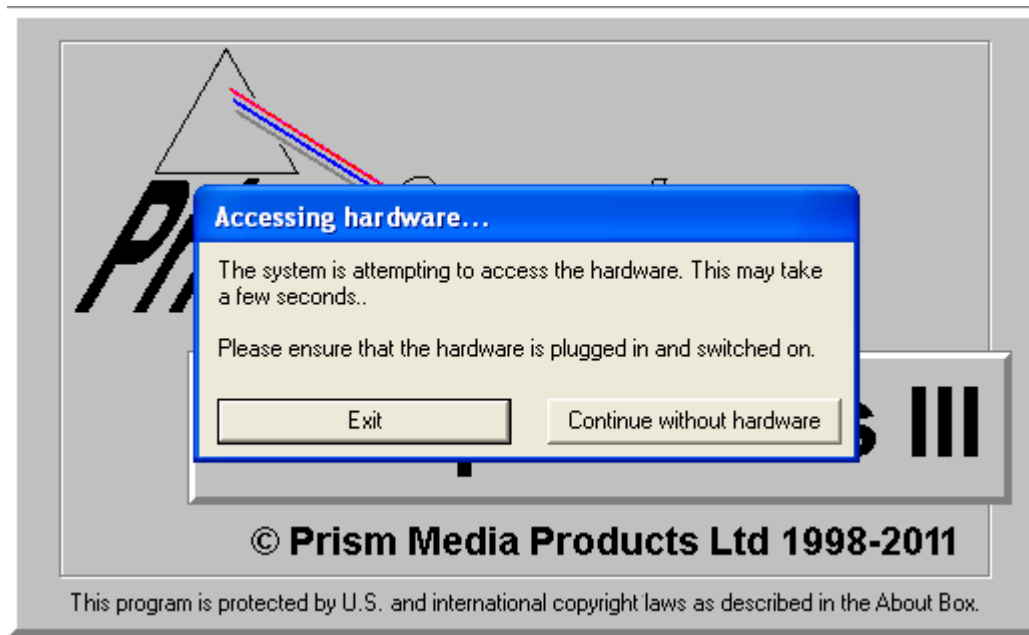 Accessing hardware...
The system is attempting to access the hardware. This may take
a few seconds..
Please ensure that the hardware is plugged in and switched on.
Exit
Continue without hardware
III
© Prism Media Products Ltd 1998-2011
This program is protected by U.S. and international copyright laws as described in the About Box.